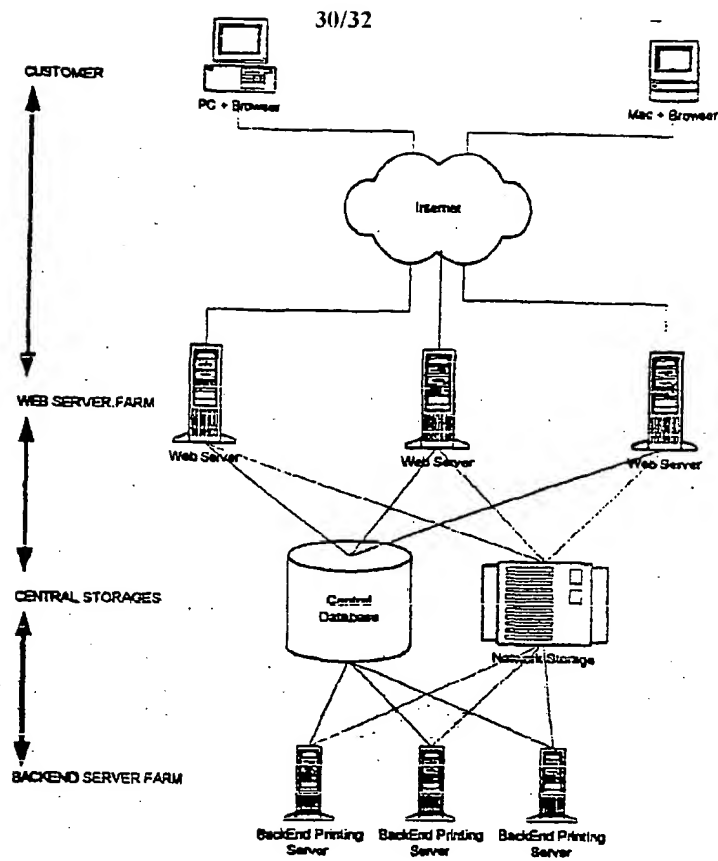 30/32
CUSTOMER
PC + Browser
Mac + Browser
Internet
WEB SERVER FARM
Web Server
Web Server
Web Server
CENTRAL STORAGES
Central
Database
Network Storage
BACKEND SERVER FARM
BackEnd Printing
Server
BackEnd Printing
Server
BackEnd Printing
Server